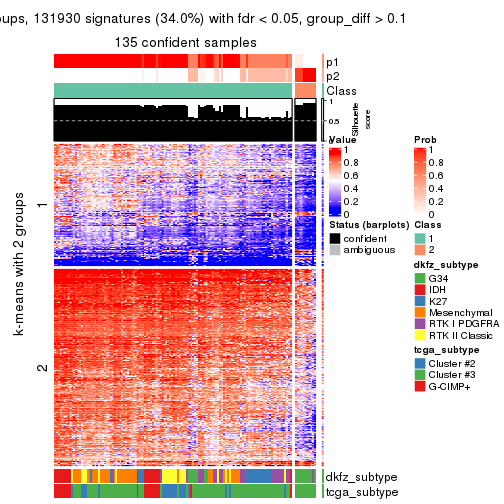 oups, 131930 signatures (34.0%) with fdr < 0.05, group_diff > 0.1
135 confident samples
p1
p2
Class
1
0.5
0
Silhouette
score
k-means with 2 groups
1
2
dkfz_subtype
tcga_subtype
Value
1
0.8
0.6
0.4
0.2
0
Status (barplots)
confident
ambiguous
Prob
1
0.8
0.6
0.4
0.2
0
Class
1
2
dkfz_subtype
G34
IDH
K27
Mesenchymal
RTK I PDGFRA
RTK II Classic
tcga_subtype
Cluster #2
Cluster #3
G-CIMP+